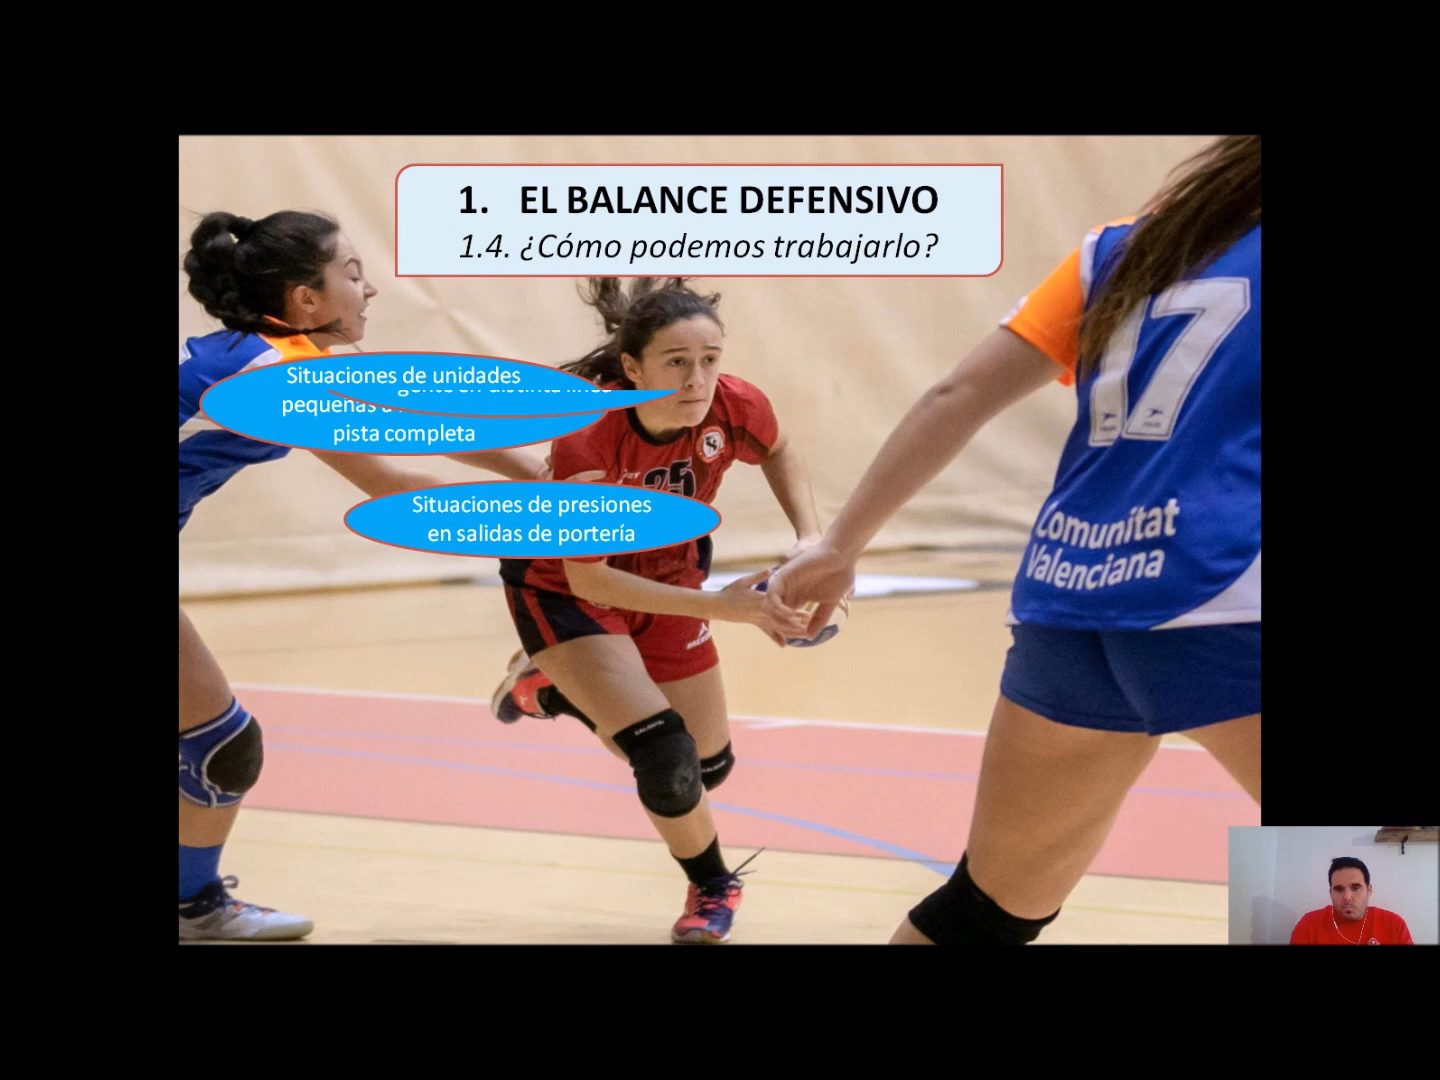 1. EL BALANCE DEFENSIVO
1.4. ¿Cómo podemos trabajarlo?
Situaciones de unidades
pequeñas a
pista completa
Situaciones de presiones
en salidas de portería
25
17
Comunitat
Valenciana